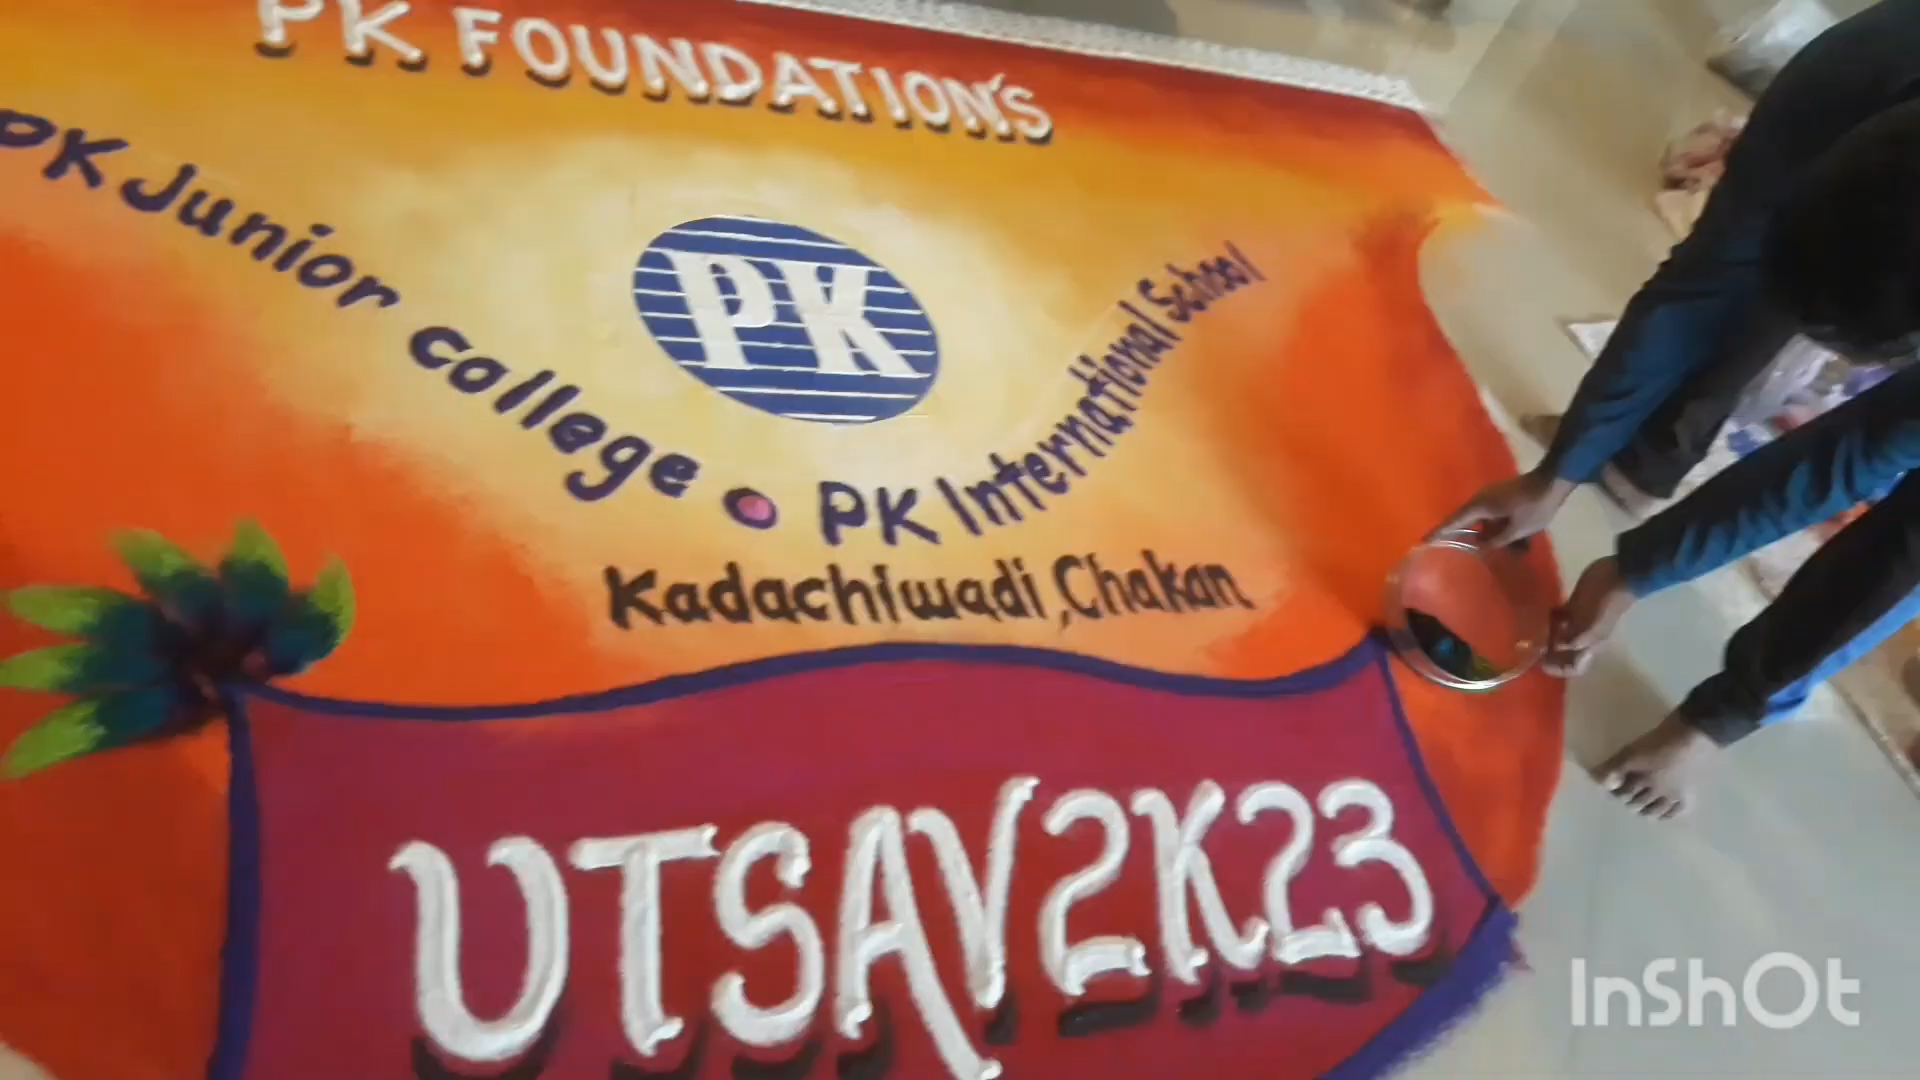 PK FOUNDATION'S
PK
PK Junior college • PK International School
Kadachiwadi, Chakan
UTSAV2K23
InShOt